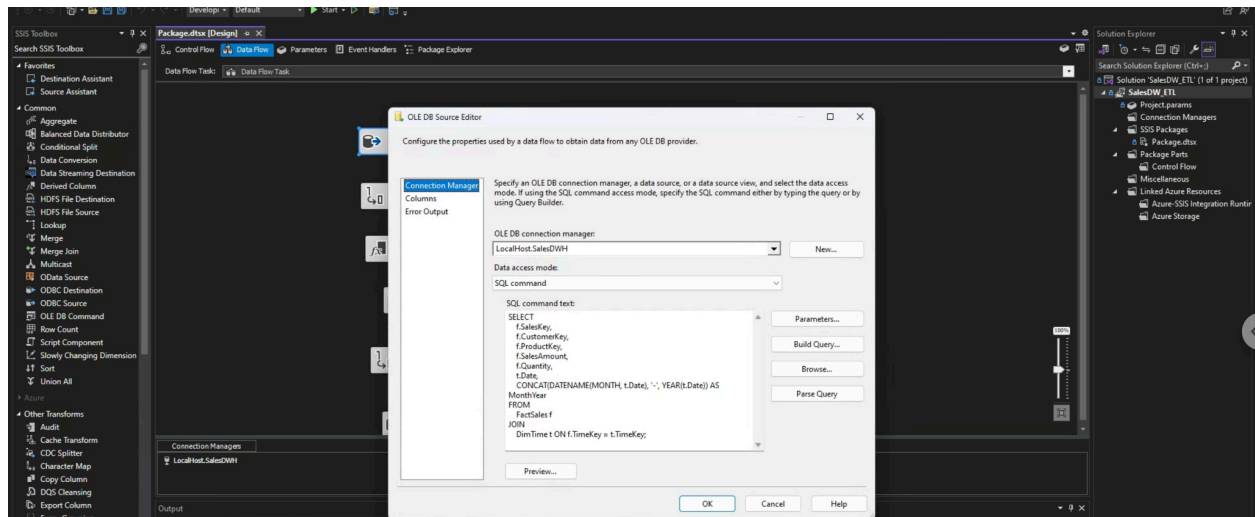 Developi
Default
Start
SSIS Toolbox
Search SSIS Toolbox
Favorites
Destination Assistant
Source Assistant
Common
Aggregate
Balanced Data Distributor
Conditional Split
Data Conversion
Data Streaming Destination
Derived Column
HDFS File Destination
HDFS File Source
Lookup
Merge
Merge Join
Multicast
OData Source
ODBC Destination
ODBC Source
OLE DB Command
Row Count
Script Component
Slowly Changing Dimension
Sort
Union All
Azure
Other Transforms
Audit
Cache Transform
CDC Splitter
Character Map
Copy Column
DQS Cleansing
Export Column
Package.dtsx [Design]
Control Flow Data Flow Parameters Event Handlers Package Explorer
Data Flow Task: Data Flow Task
OLE DB Source Editor
Configure the properties used by a data flow to obtain data from any OLE DB provider.
Connection Manager
Columns
Error Output
Specify an OLE DB connection manager, a data source, or a data source view, and select the data access
mode. If using the SQL command access mode, specify the SQL command either by typing the query or by
using Query Builder.
OLE DB connection manager:
LocalHost.SalesDWH
New...
Data access mode:
SQL command
SQL command text:
SELECT
f.SalesKey,
f.CustomerKey,
f.ProductKey,
f.SalesAmount,
f.Quantity,
t.Date,
CONCAT(DATENAME(MONTH, t.Date), '-', YEAR(t.Date)) AS
MonthYear
FROM
FactSales f
JOIN
DimTime t ON f.TimeKey = t.TimeKey;
Parameters...
Build Query...
Browse...
Parse Query
Preview...
OK Cancel Help
100%
Connection Managers
LocalHost.SalesDWH
Output
Solution Explorer
Search Solution Explorer (Ctrl+;)
Solution 'SalesDW_ETL' (1 of 1 project)
SalesDW_ETL
Project.params
Connection Managers
SSIS Packages
Package.dtsx
Package Parts
Control Flow
Miscellaneous
Linked Azure Resources
Azure-SSIS Integration Runtir
Azure Storage